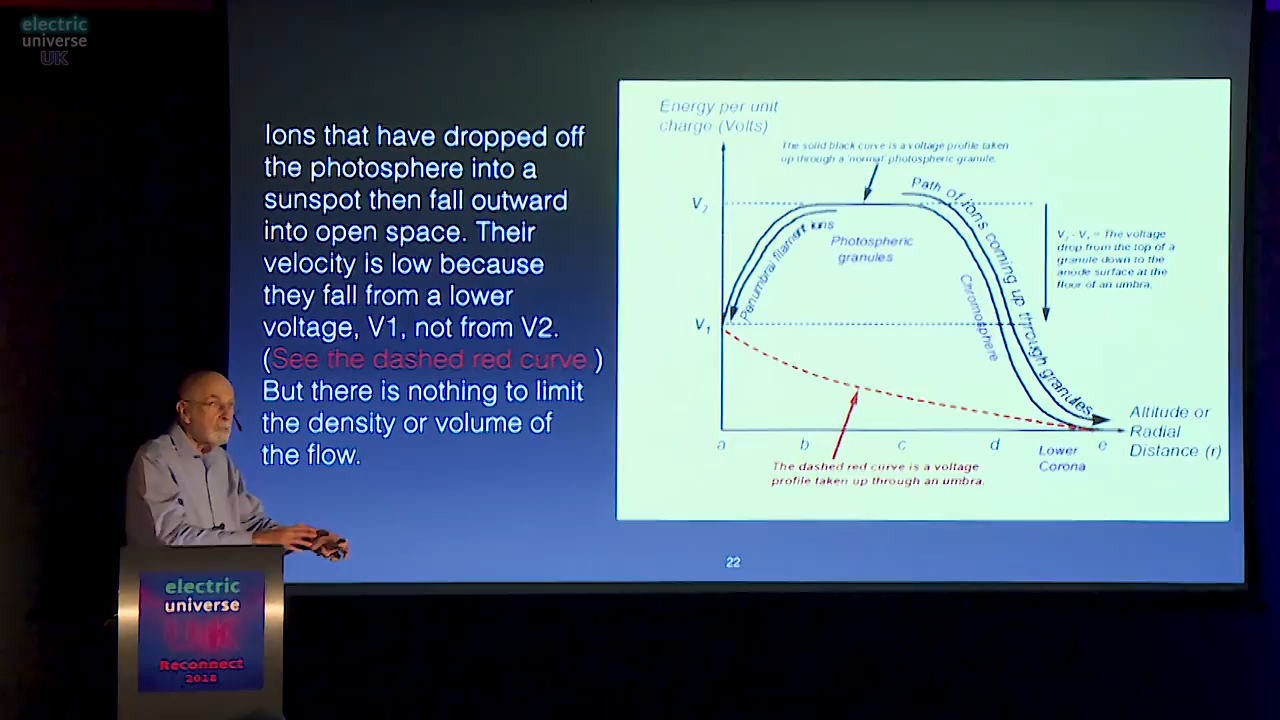 electric
universe
UK
Ions that have dropped off
the photosphere into a
sunspot then fall outward
into open space. Their
velocity is low because
they fall from a lower
voltage, V1, not from V2.
(See the dashed red curve )
But there is nothing to limit
the density or volume of
the flow.
Energy per unit
charge (Volts)
The solid black curve is a voltage profile taken
up through a 'normal' photospheric granule.
V2
V1
Penumbral filament ions
Photospheric
granules
Path of ions coming up through granules
Chromosphere
V2 - V1 = The voltage
drop from the top of a
granule down to the
anode surface at the
floor of an umbra.
a
b
c
d
e
Lower
Corona
Altitude or
Radial
Distance (r)
The dashed red curve is a voltage
profile taken up through an umbra.
22
electric
universe
UK
Reconnect
2018